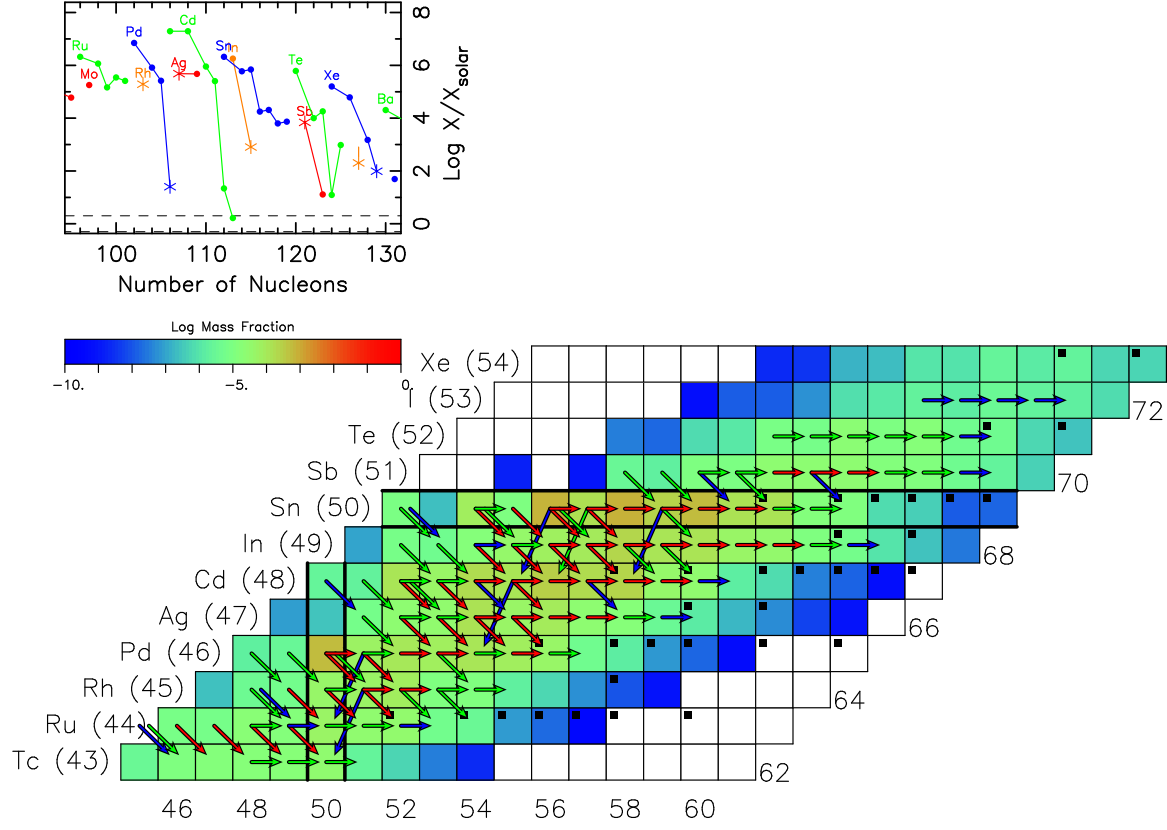 Ru
Mo
Pd
Rh
Cd
Ag
Sn
In
Sb
Te
Xe
Ba
8
6
4
2
0
Log X/X_solar
100 110 120 130
Number of Nucleons
Log Mass Fraction
-10. -5. 0.
Xe (54)
I (53)
72
Te (52)
Sb (51)
70
Sn (50)
In (49)
68
Cd (48)
Ag (47)
66
Pd (46)
Rh (45)
64
Ru (44)
Tc (43)
62
46 48 50 52 54 56 58 60